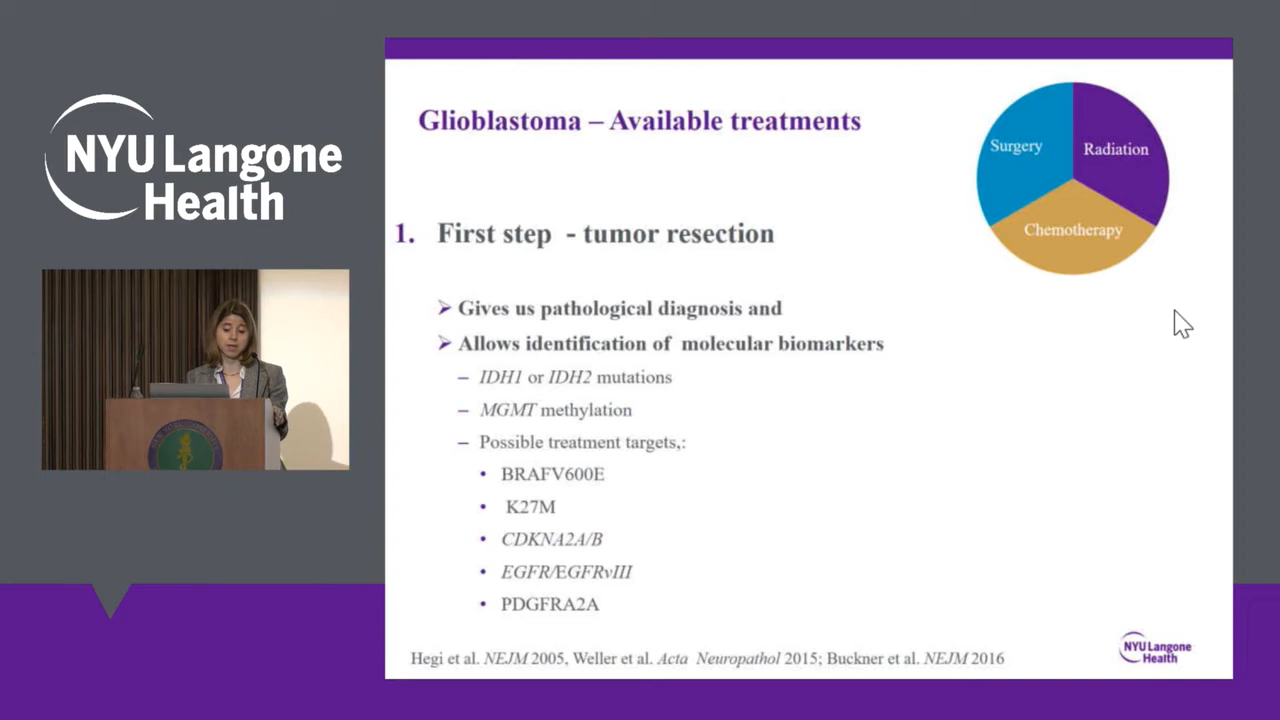 NYU Langone
Health
Glioblastoma – Available treatments
Surgery
Radiation
Chemotherapy
1. First step - tumor resection
➢ Gives us pathological diagnosis and
➢ Allows identification of molecular biomarkers
– IDH1 or IDH2 mutations
– MGMT methylation
– Possible treatment targets,:
• BRAFV600E
• K27M
• CDKNA2A/B
• EGFR/EGFRvIII
• PDGFRA2A
Hegi et al. NEJM 2005, Weller et al. Acta Neuropathol 2015; Buckner et al. NEJM 2016
NYU Langone
Health